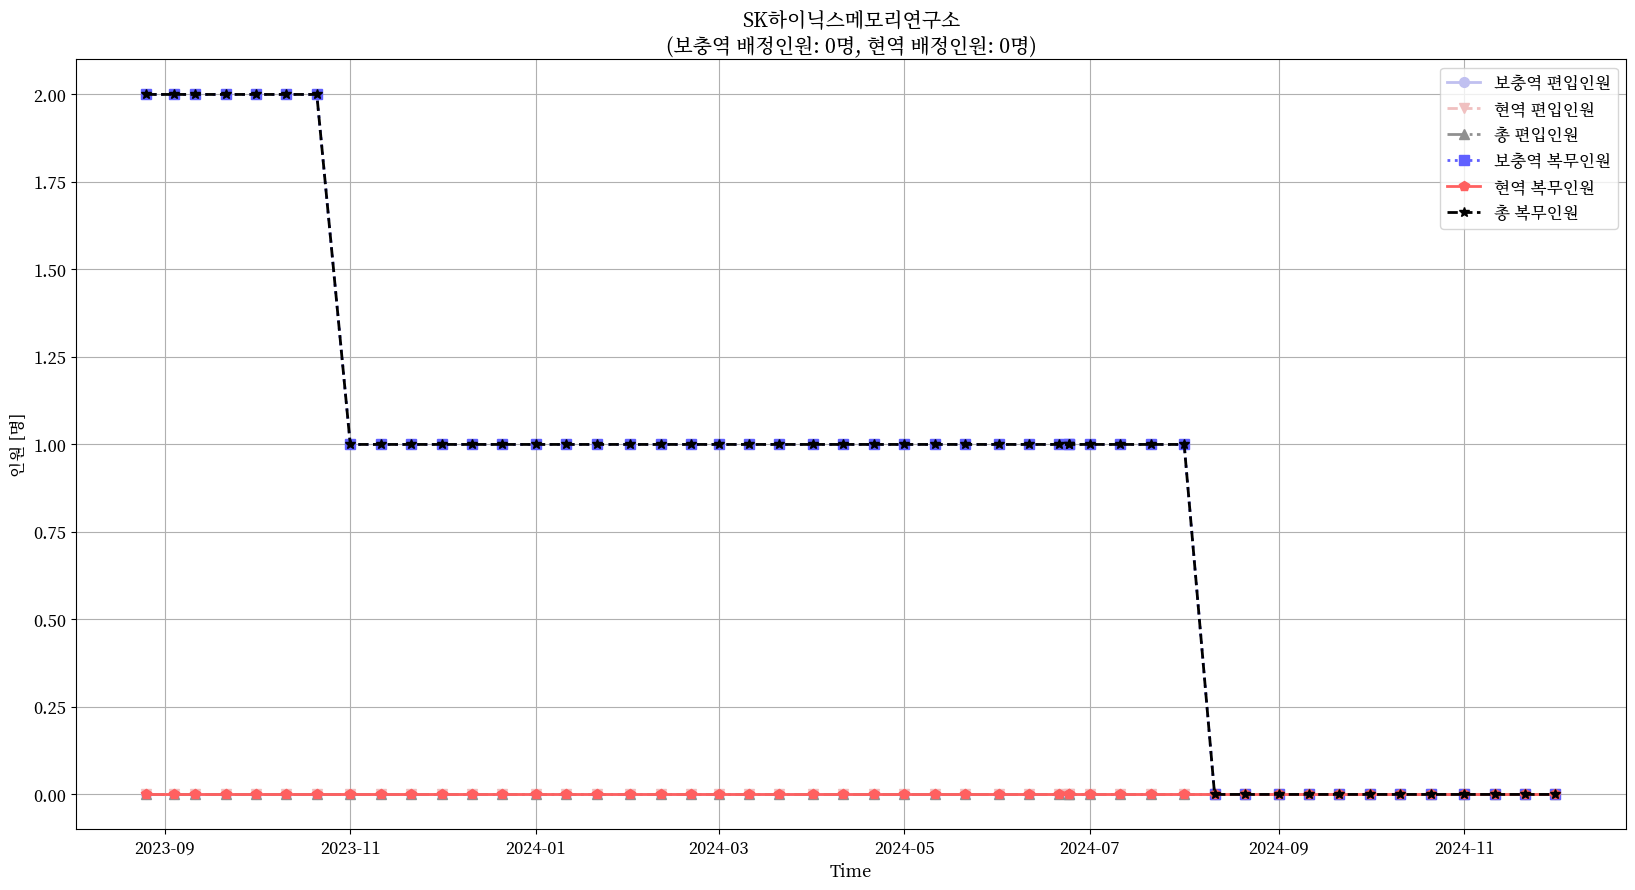 SK하이닉스메모리연구소
(보충역 배정인원: 0명, 현역 배정인원: 0명)
보충역 편입인원
현역 편입인원
총 편입인원
보충역 복무인원
현역 복무인원
총 복무인원
인원 [명]
2.00
1.75
1.50
1.25
1.00
0.75
0.50
0.25
0.00
2023-09
2023-11
2024-01
2024-03
2024-05
2024-07
2024-09
2024-11
Time